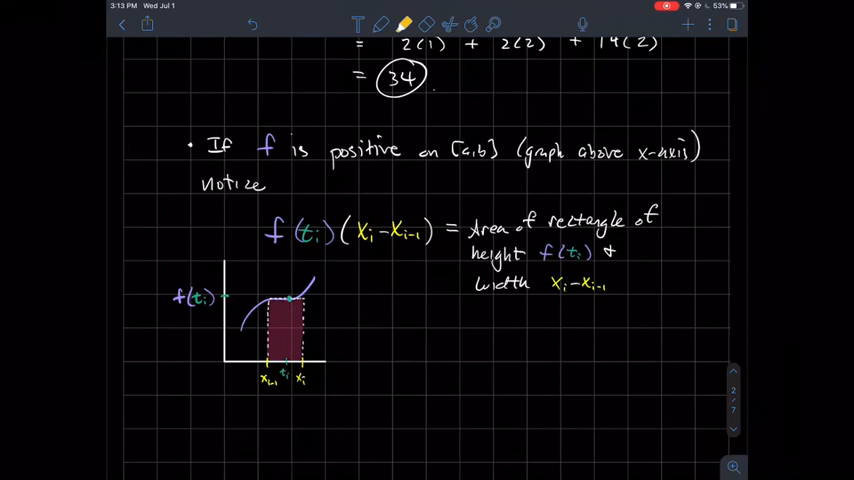 3:13 PM Wed Jul 1
53%
= 2(1) + 2(2) + 14(2)
= 34
• If f is positive on [a,b] (graph above x-axis)
notice
f(ti)(xi-xi-1) = Area of rectangle of
height f(ti) &
width xi-xi-1
f(ti)
xi-1 ti xi
2
/
7